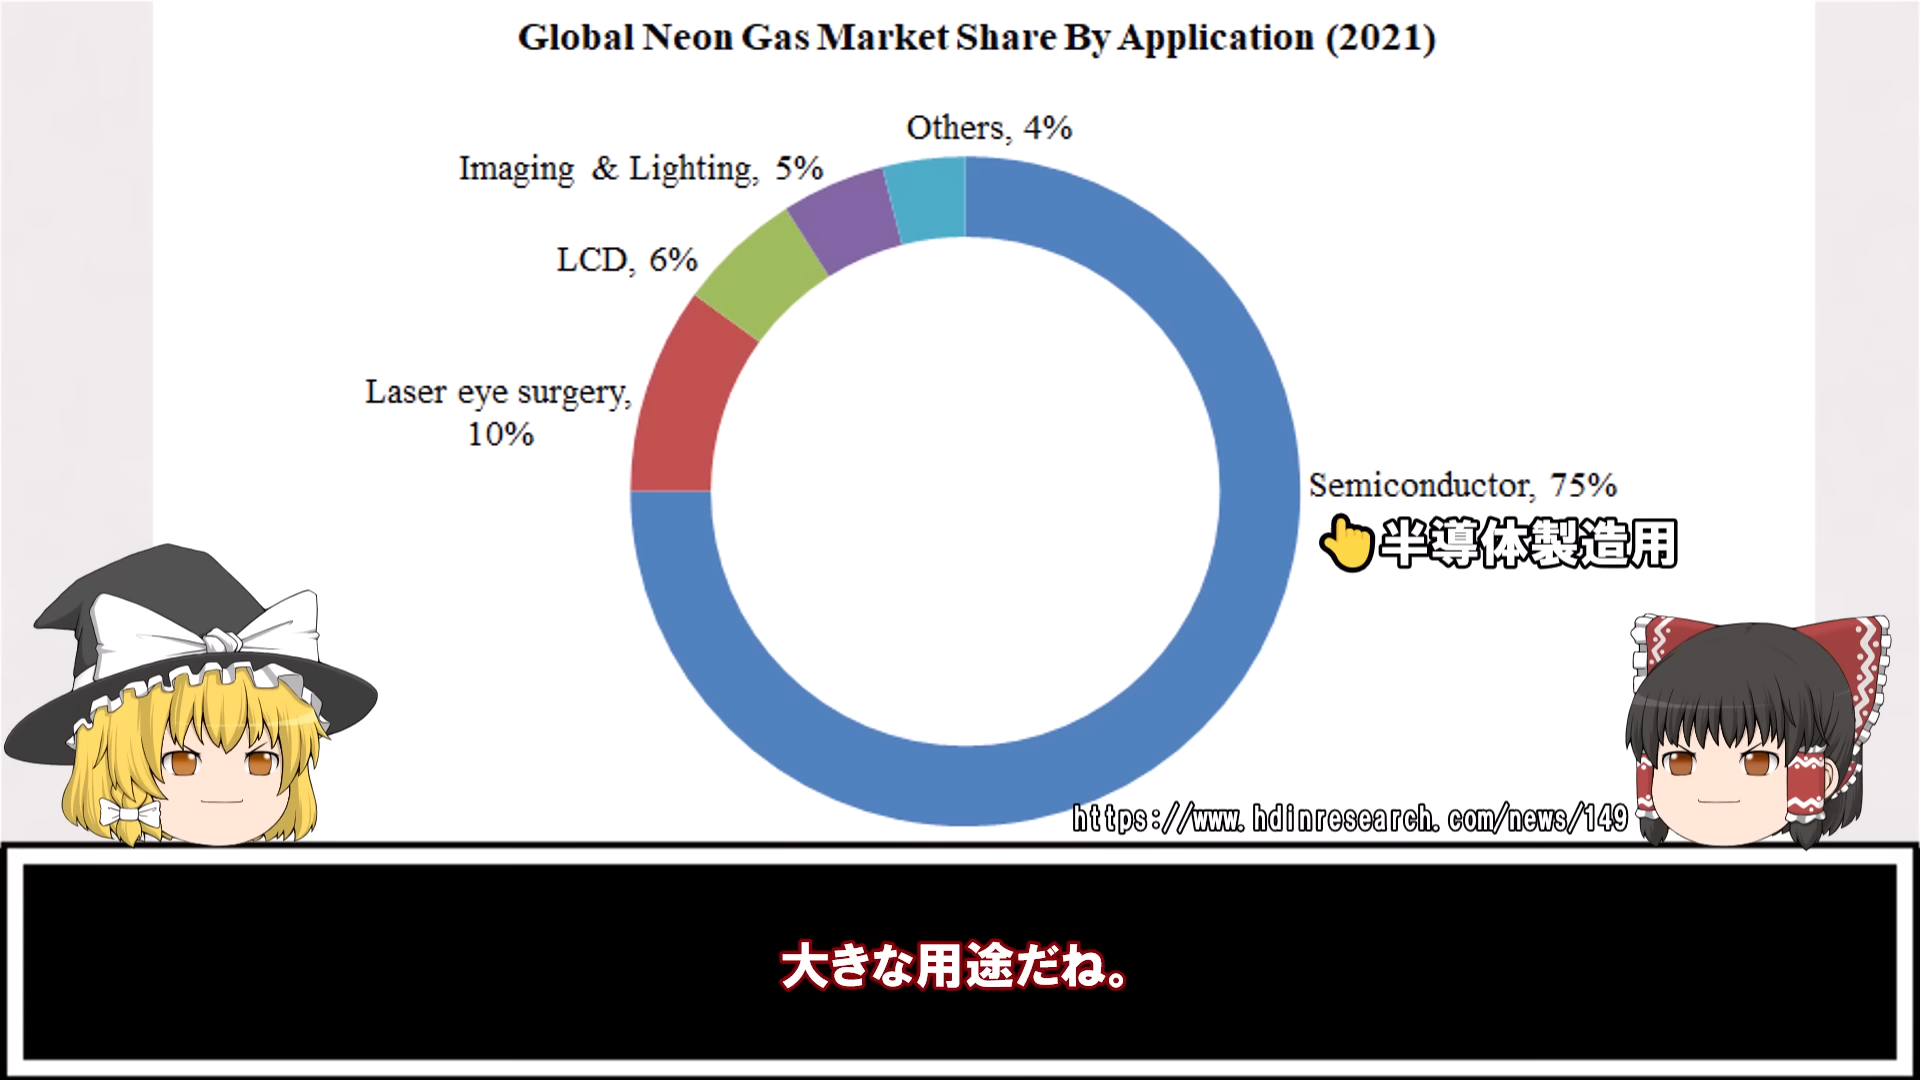 Global Neon Gas Market Share By Application (2021)
Others, 4%
Imaging & Lighting, 5%
LCD, 6%
Laser eye surgery,
10%
Semiconductor, 75%
👆半導体製造用
https://www.hdinresearch.com/news/149
大きな用途だね。